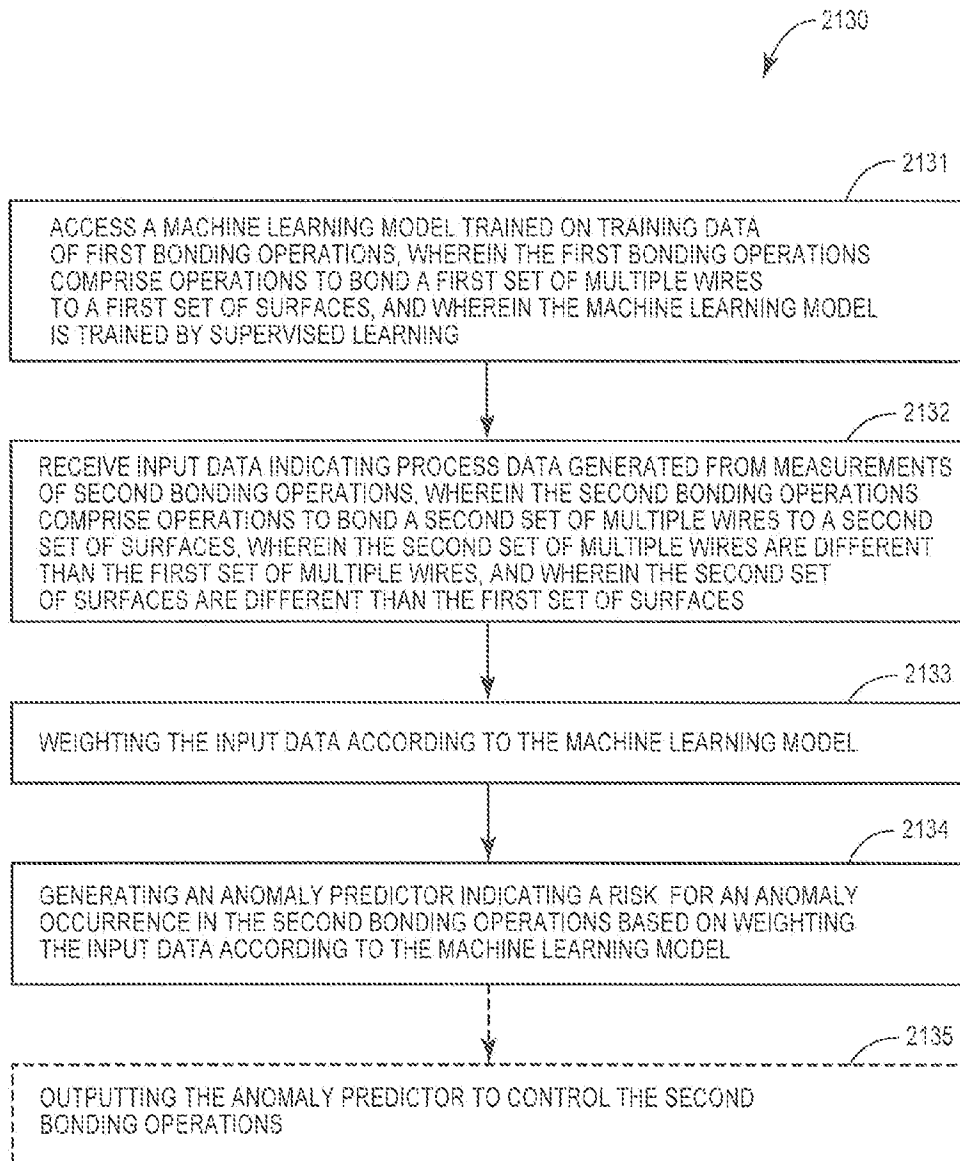 2130
2131
ACCESS A MACHINE LEARNING MODEL TRAINED ON TRAINING DATA
OF FIRST BONDING OPERATIONS, WHEREIN THE FIRST BONDING OPERATIONS
COMPRISE OPERATIONS TO BOND A FIRST SET OF MULTIPLE WIRES
TO A FIRST SET OF SURFACES, AND WHEREIN THE MACHINE LEARNING MODEL
IS TRAINED BY SUPERVISED LEARNING
2132
RECEIVE INPUT DATA INDICATING PROCESS DATA GENERATED FROM MEASUREMENTS
OF SECOND BONDING OPERATIONS, WHEREIN THE SECOND BONDING OPERATIONS
COMPRISE OPERATIONS TO BOND A SECOND SET OF MULTIPLE WIRES TO A SECOND
SET OF SURFACES, WHEREIN THE SECOND SET OF MULTIPLE WIRES ARE DIFFERENT
THAN THE FIRST SET OF MULTIPLE WIRES, AND WHEREIN THE SECOND SET
OF SURFACES ARE DIFFERENT THAN THE FIRST SET OF SURFACES
2133
WEIGHTING THE INPUT DATA ACCORDING TO THE MACHINE LEARNING MODEL
2134
GENERATING AN ANOMALY PREDICTOR INDICATING A RISK FOR AN ANOMALY
OCCURRENCE IN THE SECOND BONDING OPERATIONS BASED ON WEIGHTING
THE INPUT DATA ACCORDING TO THE MACHINE LEARNING MODEL
2135
OUTPUTTING THE ANOMALY PREDICTOR TO CONTROL THE SECOND
BONDING OPERATIONS